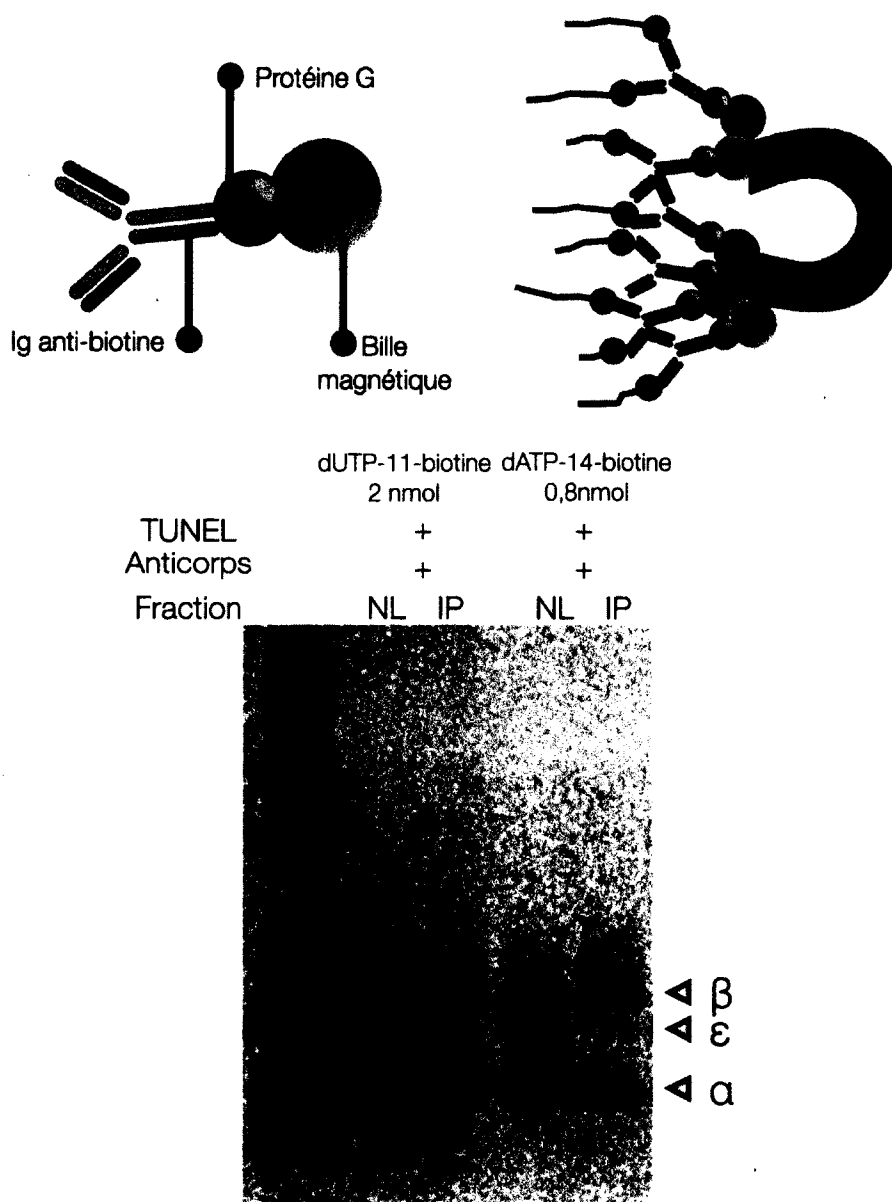 Protéine G
Ig anti-biotine
Bille
magnétique
dUTP-11-biotine dATP-14-biotine
2 nmol 0,8nmol
TUNEL + +
Anticorps + +
Fraction NL IP NL IP
β
ε
α